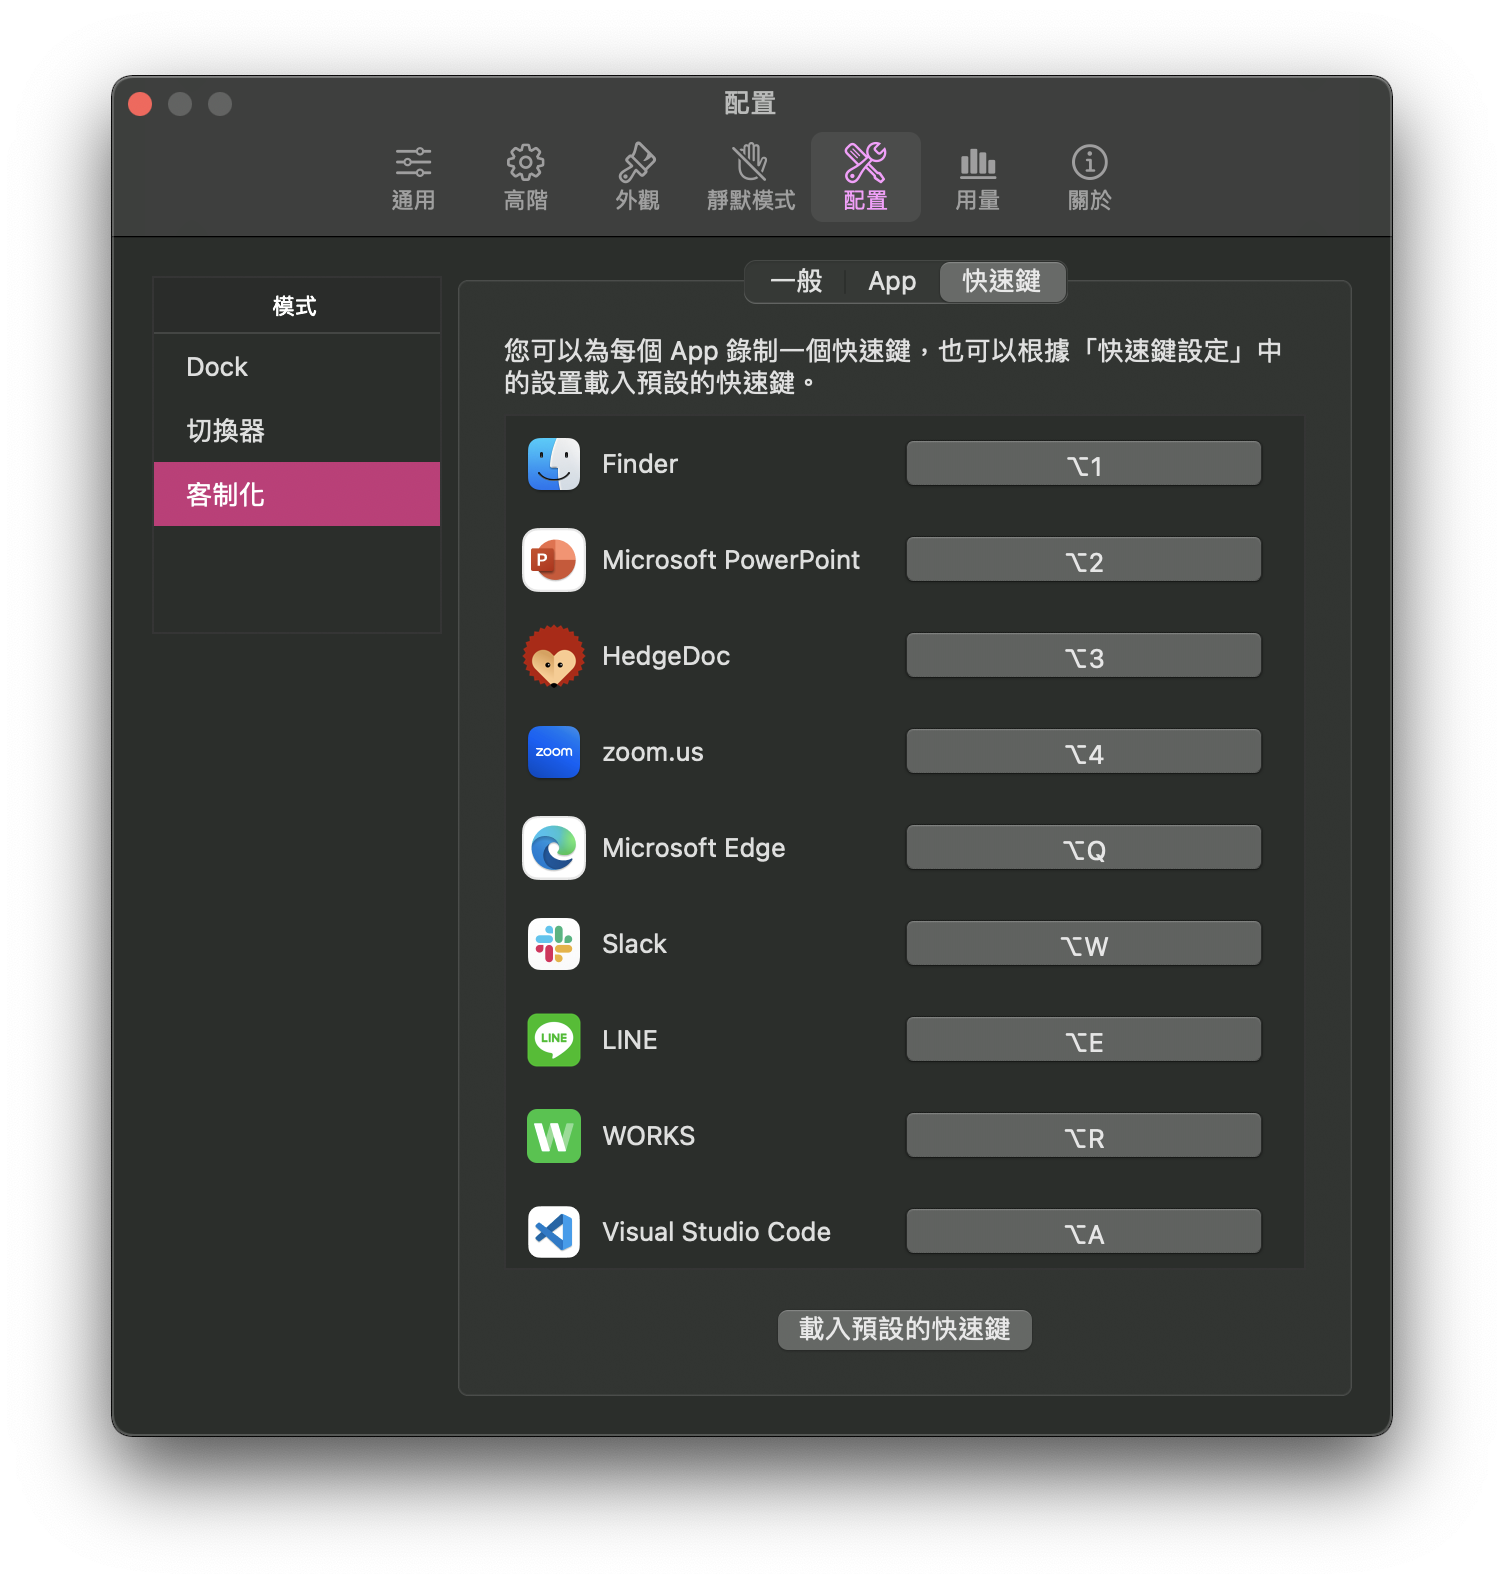 配置
通用
高階
外觀
靜默模式
配置
用量
關於
模式
Dock
切換器
客制化
一般
App
快速鍵
您可以為每個 App 錄制一個快速鍵，也可以根據「快速鍵設定」中
的設置載入預設的快速鍵。
Finder
⌥1
P
Microsoft PowerPoint
⌥2
HedgeDoc
⌥3
zoom
zoom.us
⌥4
Microsoft Edge
⌥Q
Slack
⌥W
LINE
LINE
⌥E
W
WORKS
⌥R
Visual Studio Code
⌥A
載入預設的快速鍵